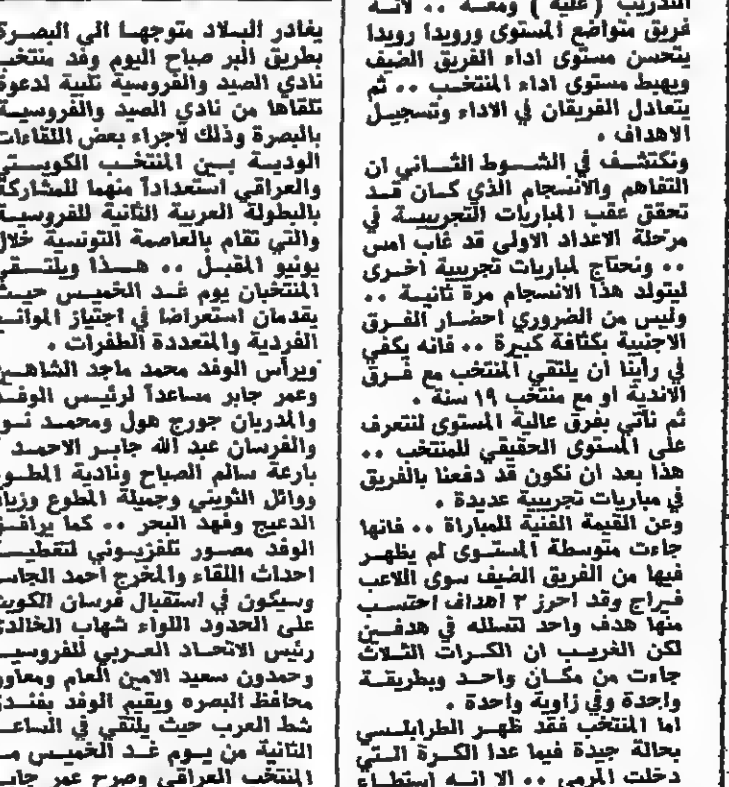 التدريب ( عليه ) ومعه .. لانه
فريق متواضع المستوى ورويدا رويدا
يتحسن مستوى اداء الفريق الضيف
ويهبط مستوى اداء المنتخب .. ثم
يتعادل الفريقان في الاداء وتسجيل
الاهداف .
ونكتشف في الشوط الثاني ان
التفاهم والانسجام الذي كان قد
تحقق عقب المباريات التجريبية في
مرحلة الاعداد الاولى قد غاب امس
.. ونحتاج لمباريات تجريبية اخرى
ليتولد هذا الانسجام مرة ثانية ..
وليس من الضروري احضار الفرق
الاجنبية بكثافة كبيرة .. فانه يكفي
في راينا ان يلتقي المنتخب مع فرق
الاندية او مع منتخب ١٩ سنة .
ثم ناتي بفرق عالية المستوى لنتعرف
على المستوى الحقيقي للمنتخب ..
هذا بعد ان نكون قد دفعنا بالفريق
في مباريات تجريبية عديدة .
وعن القيمة الفنية للمباراة .. فانها
جاءت متوسطة المستوى لم يظهر
فيها من الفريق الضيف سوى اللاعب
فراج وقد احرز ٣ اهداف احتسب
منها هدف واحد لتسلله في هدفين
لكن الغريب ان الكرات الثلاث
جاءت من مكان واحد وبطريقة
واحدة وفي زاوية واحدة .
اما المنتخب فقد ظهر الطرابلسي
بحالة جيدة فيما عدا الكرة التي
دخلت المرمى .. الا انه استطاع
يغادر البلاد متوجها الى البصرة
بطريق البر صباح اليوم وفد منتخب
نادي الصيد والفروسية تلبية لدعوة
تلقاها من نادي الصيد والفروسية
بالبصرة وذلك لاجراء بعض اللقاءات
الودية بين المنتخب الكويتي
والعراقي استعداداً منهما للمشاركة
بالبطولة العربية الثانية للفروسية
والتي تقام بالعاصمة التونسية خلال
يونيو المقبل .. هذا ويلتقي
المنتخبان يوم غد الخميس حيث
يقدمان استعراضا في اجتياز الموانع
الفردية والمتعددة الطفرات .
ويراس الوفد محمد ماجد الشاهين
وعمر جابر مساعداً لرئيس الوفد
والمدربان جورج هول ومحمد
والفرسان عبد الله جابر الاحمد
بارعة سالم الصباح ونادية المطوع
ووائل الثويني وجميلة المطوع وزياد
الدعيج وفهد البحر .. كما يرافق
الوفد مصور تلفزيوني لتغطية
احداث اللقاء والمخرج احمد
وسيكون في استقبال فرسان الكويت
على الحدود اللواء شهاب الخالدي
رئيس الاتحاد العربي للفروسية
وحمدون سعيد الامين العام
محافظ البصره ويقيم الوفد بفندق
شط العرب حيث يلتقي في الساعة
الثانية من يوم غد الخميس مع
المنتخب العراقي وصرح عمر جابر